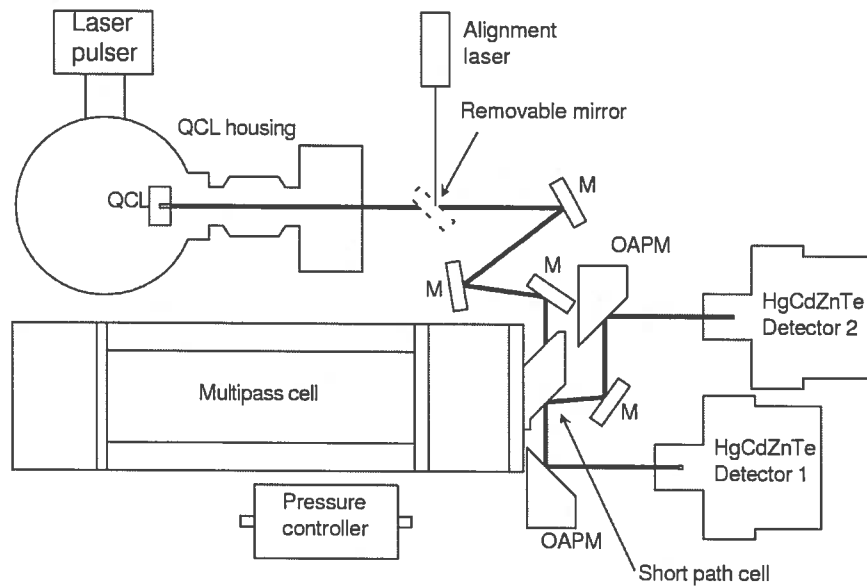 Laser
pulser
Alignment
laser
Removable mirror
QCL housing
QCL
M
OAPM
M
M
HgCdZnTe
Detector 2
Multipass cell
M
HgCdZnTe
Detector 1
Pressure
controller
OAPM
Short path cell